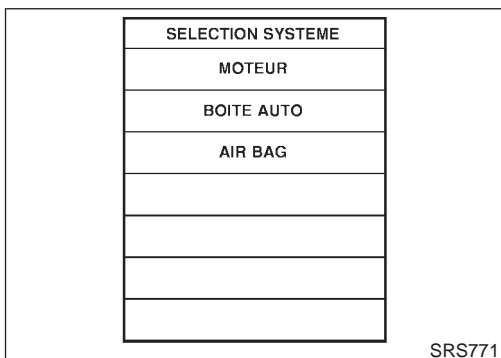 SELECTION SYSTEME
MOTEUR
BOITE AUTO
AIR BAG
SRS771